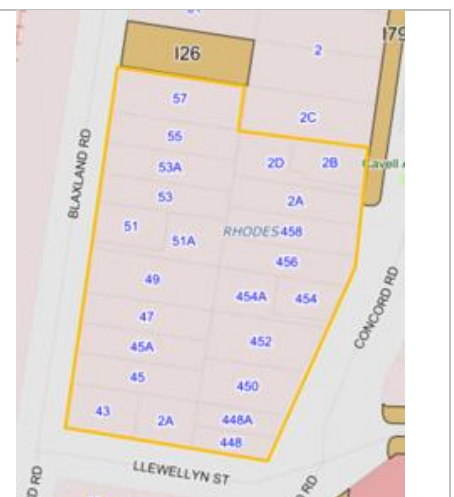 I26
I79
2
57
2C
55
2D
2B
Cavell A
53A
53
2A
BLAXLAND RD
51
51A
RHODES
458
456
49
454A
454
CONCORD RD
47
452
45A
45
450
43
2A
448A
448
LLEWELLYN ST
RD
RD